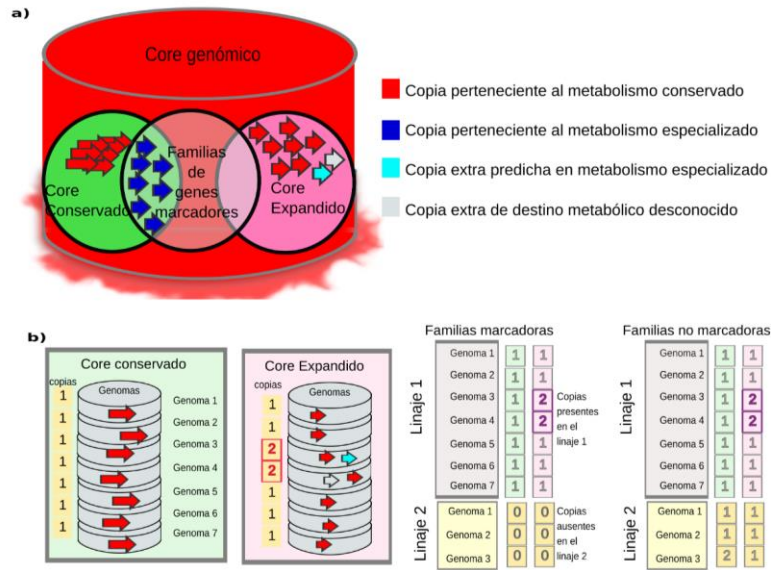 a)
Core genómico
Core
Conservado
Familias
de
genes
marcadores
Core
Expandido
Copia perteneciente al metabolismo conservado
Copia perteneciente al metabolismo especializado
Copia extra predicha en metabolismo especializado
Copia extra de destino metabólico desconocido
b)
Core conservado
copias
Genomas
1
1
1
1
1
1
1
Genoma 1
Genoma 2
Genoma 3
Genoma 4
Genoma 5
Genoma 6
Genoma 7
Core Expandido
copias
Genomas
1
1
2
2
1
1
1
Familias marcadoras
Linaje 1
Genoma 1 1 1
Genoma 2 1 1
Genoma 3 1 2
Genoma 4 1 2
Genoma 5 1 1
Genoma 6 1 1
Genoma 7 1 1
Copias
presentes
en el
linaje 1
Linaje 2
Genoma 1 0 0
Genoma 2 0 0
Genoma 3 0 0
Copias
ausentes
en el
linaje 2
Familias no marcadoras
Linaje 1
Genoma 1 1 1
Genoma 2 1 1
Genoma 3 1 2
Genoma 4 1 2
Genoma 5 1 1
Genoma 6 1 1
Genoma 7 1 1
Linaje 2
Genoma 1 1 1
Genoma 2 1 1
Genoma 3 2 1